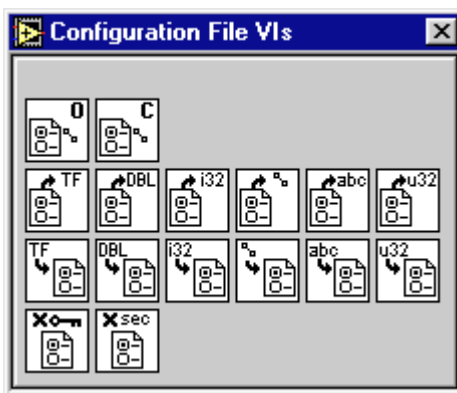 Configuration File VIs
O C
TF DBL i32 abc u32
TF DBL i32 abc u32
sec